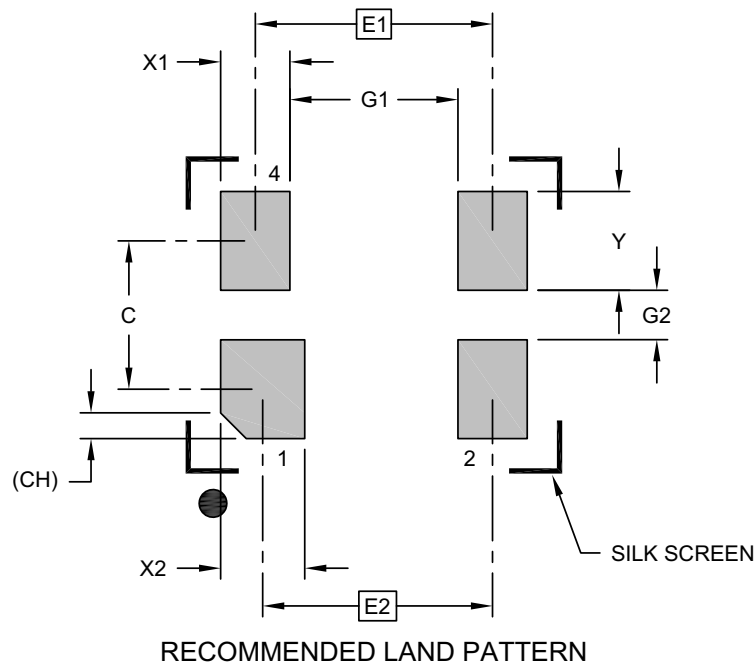 E1
X1
G1
4
Y
C
G2
(CH)
1
2
SILK SCREEN
X2
E2
RECOMMENDED LAND PATTERN